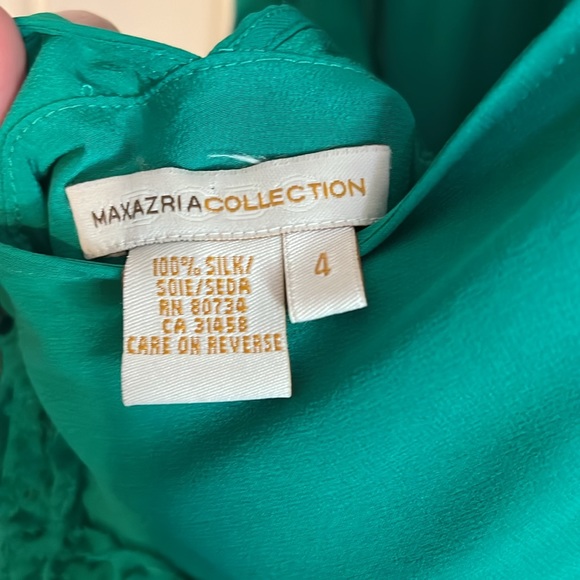 MAXAZRIACOLLECTION
100% SILK/
SOIE/SEDA
RN 80734
CA 31458
CARE ON REVERSE
4